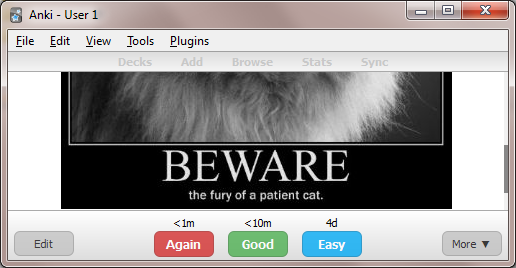 Anki - User 1
File Edit View Tools Plugins
Decks Add Browse Stats Sync
BEWARE
the fury of a patient cat.
<1m <10m 4d
Edit Again Good Easy More ▼